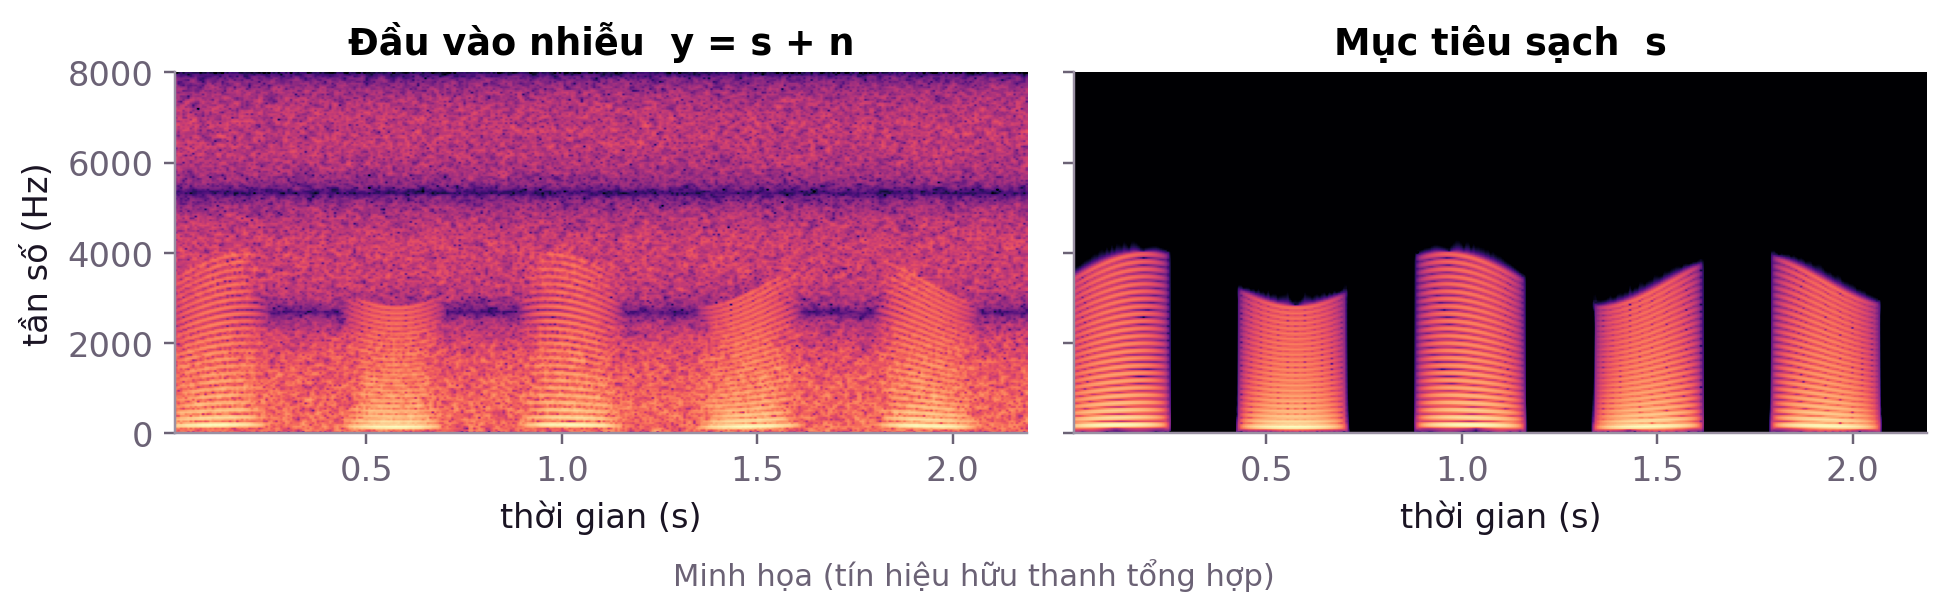 Đầu vào nhiễu  y = s + n
Mục tiêu sạch  s
8000
6000
4000
2000
0
tần số (Hz)
0.5
1.0
1.5
2.0
0.5
1.0
1.5
2.0
thời gian (s)
thời gian (s)
Minh họa (tín hiệu hữu thanh tổng hợp)